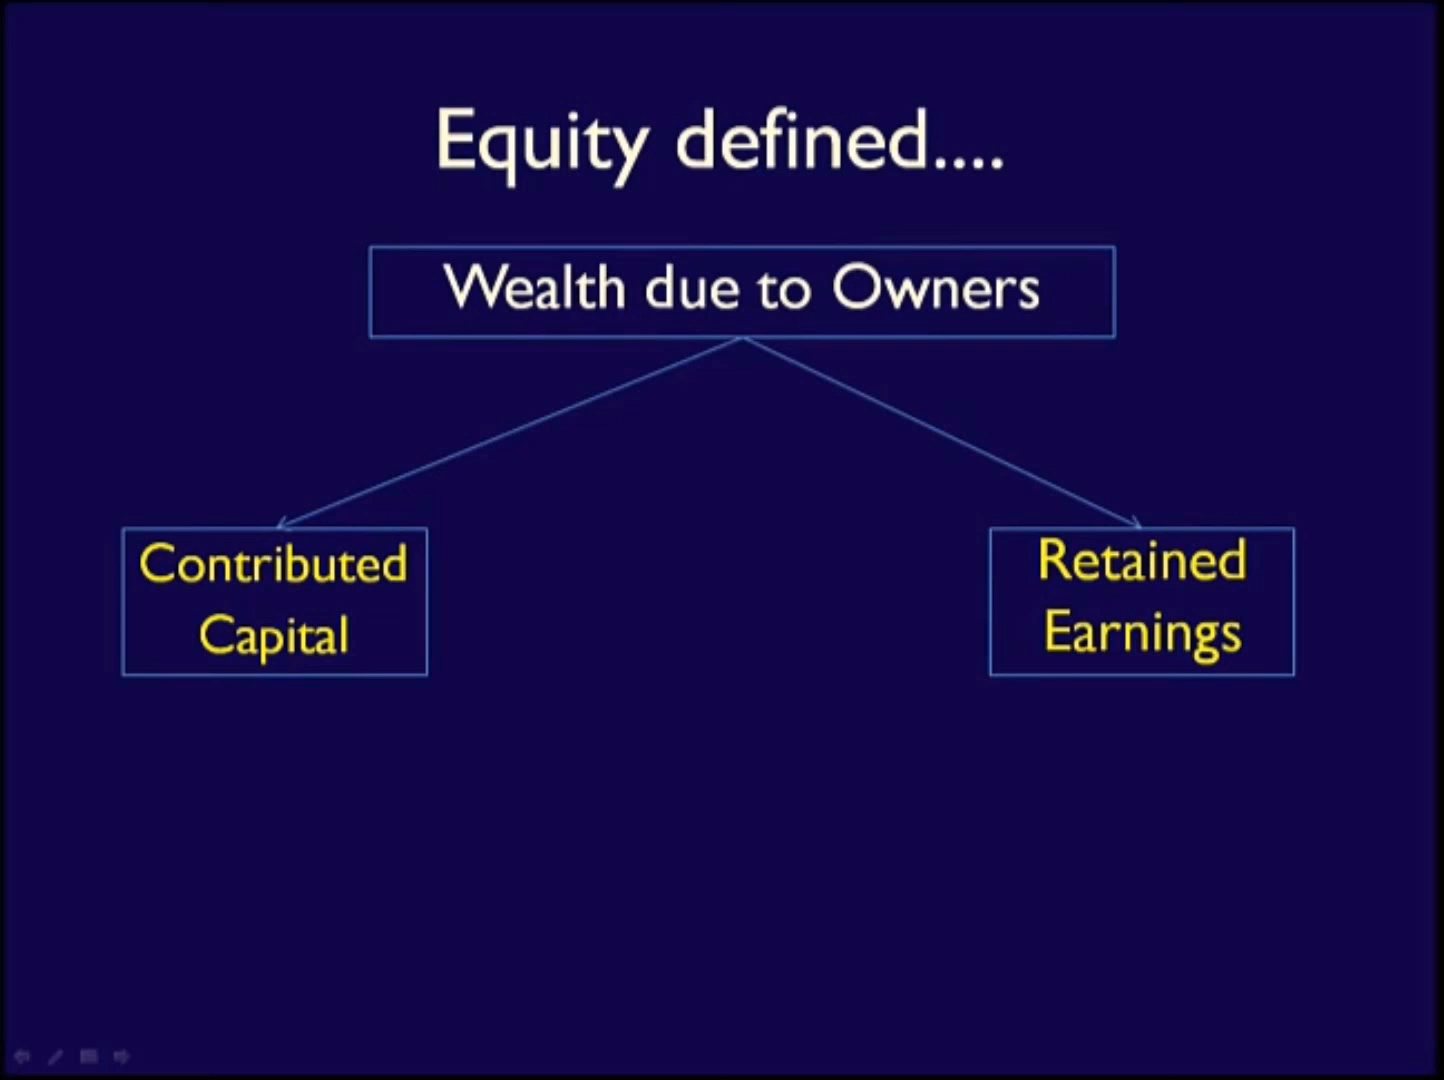 Equity defined....
Wealth due to Owners
Contributed
Capital
Retained
Earnings